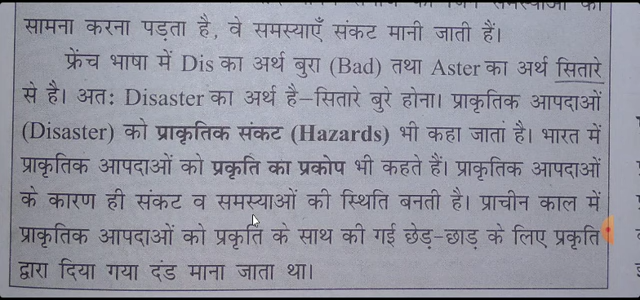 सामना करना पड़ता है, वे समस्याएँ संकट मानी जाती हैं।
फ्रेंच भाषा में Dis का अर्थ बुरा (Bad) तथा Aster का अर्थ सितारे
से है। अतः Disaster का अर्थ है–सितारे बुरे होना। प्राकृतिक आपदाओं
(Disaster) को प्राकृतिक संकट (Hazards) भी कहा जाता है। भारत में
प्राकृतिक आपदाओं को प्रकृति का प्रकोप भी कहते हैं। प्राकृतिक आपदाओं
के कारण ही संकट व समस्याओं की स्थिति बनती है। प्राचीन काल में
प्राकृतिक आपदाओं को प्रकृति के साथ की गई छेड़-छाड़ के लिए प्रकृति
द्वारा दिया गया दंड माना जाता था।